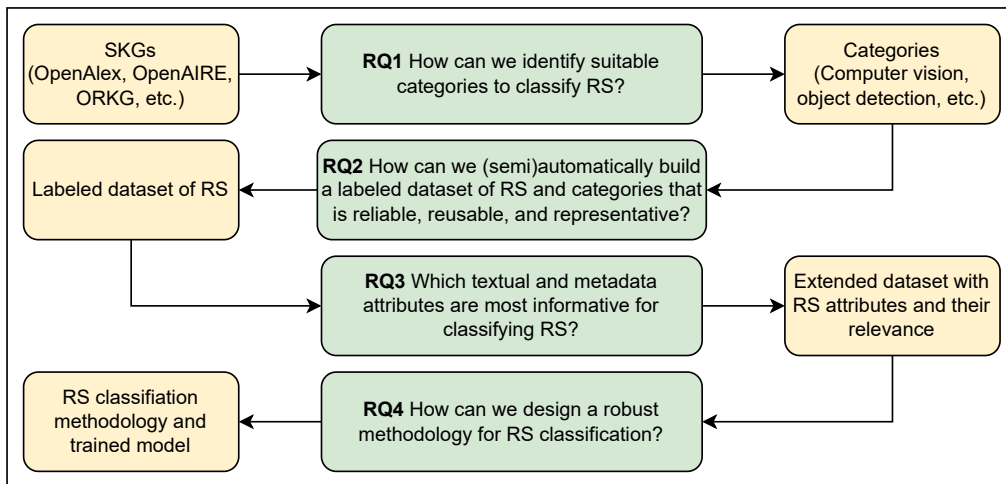 SKGs
(OpenAlex, OpenAIRE,
ORKG, etc.)
RQ1 How can we identify suitable
categories to classify RS?
Categories
(Computer vision,
object detection, etc.)
Labeled dataset of RS
RQ2 How can we (semi)automatically build
a labeled dataset of RS and categories that
is reliable, reusable, and representative?
RQ3 Which textual and metadata
attributes are most informative for
classifying RS?
Extended dataset with
RS attributes and their
relevance
RS classifiation
methodology and
trained model
RQ4 How can we design a robust
methodology for RS classification?